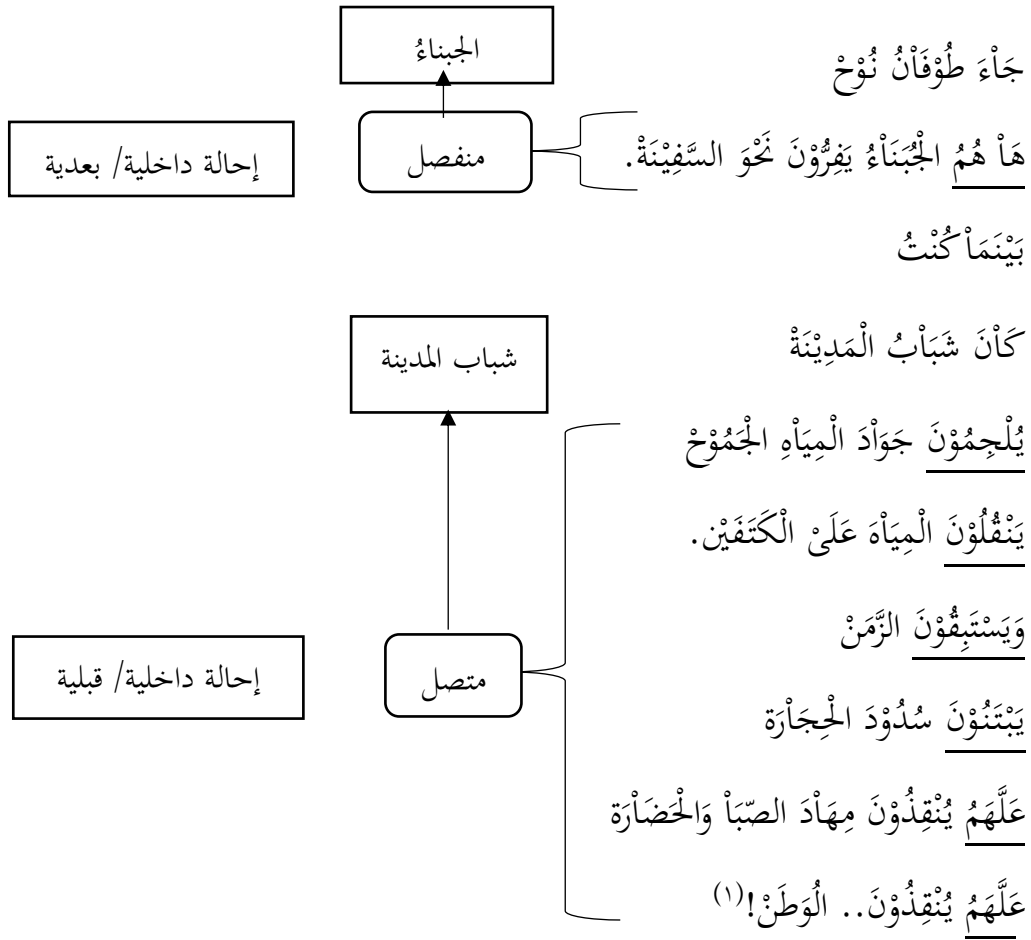 جَاْءَ طُوْفَاْنُ نُوْحْ
الجبناءُ
هَاْ هُمُ الْجُبَنَاْءُ يَفِرُّوْنَ نَحْوَ السَّفِيْنَةْ.
منفصل
إحالة داخلية/ بعدية
بَيْنَمَاْ كُنْتُ
كَاْنَ شَبَاْبُ الْمَدِيْنَةْ
شباب المدينة
يُلْجِمُوْنَ جَوَاْدَ الْمِيَاْهِ الْجَمُوْحْ
يَنْقُلُوْنَ الْمِيَاْهَ عَلَىْ الْكَتَفَيْن.
وَيَسْتَبِقُوْنَ الزَّمَنْ
متصل
إحالة داخلية/ قبلية
يَبْتَنُوْنَ سُدُوْدَ الْحِجَاْرَة
عَلَّهَمُ يُنْقِذُوْنَ مِهَاْدَ الصّبَاْ وَالْحَضَاْرَة
عَلَّهَمُ يُنْقِذُوْنَ.. الُوَطَنْ!(١)